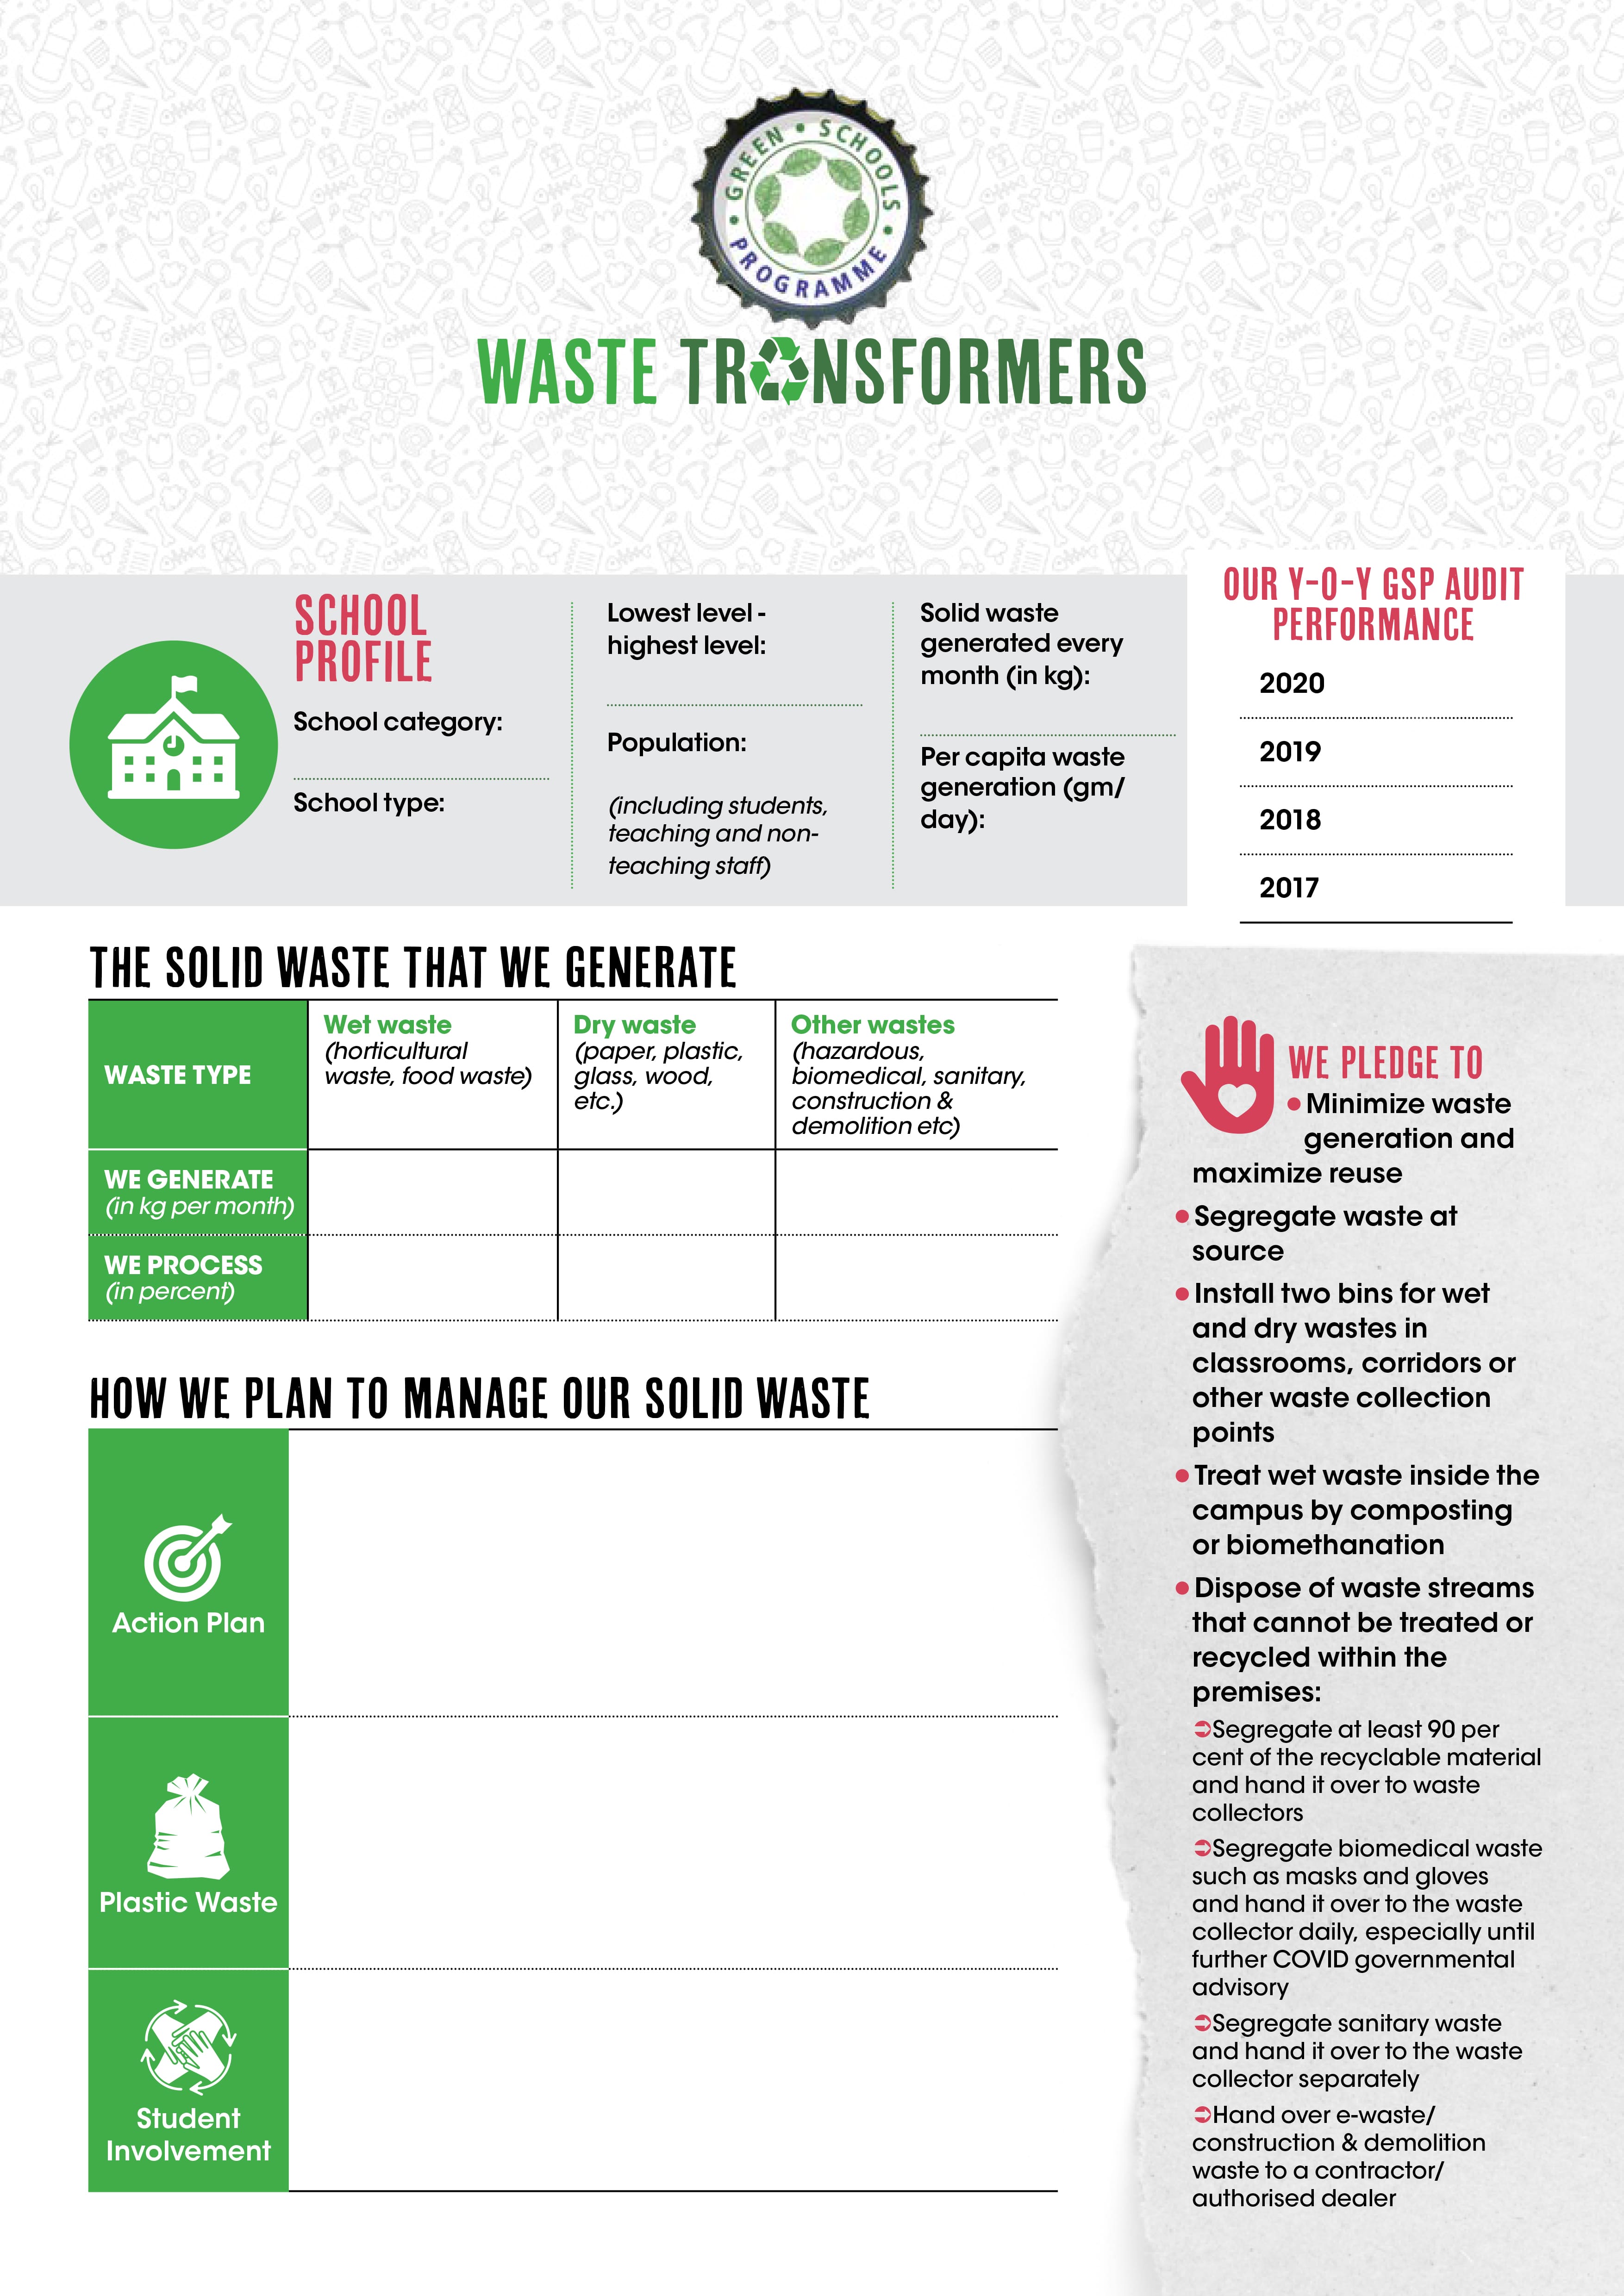 GREEN • SCHOOLS
• PROGRAMME •
WASTE TRANSFORMERS
SCHOOL
PROFILE
School category:
School type:
Lowest level -
highest level:
Population:
(including students,
teaching and non-
teaching staff)
Solid waste
generated every
month (in kg):
Per capita waste
generation (gm/
day):
OUR Y-O-Y GSP AUDIT
PERFORMANCE
2020
2019
2018
2017
THE SOLID WASTE THAT WE GENERATE
WASTE TYPE
Wet waste
(horticultural
waste, food waste)
Dry waste
(paper, plastic,
glass, wood,
etc.)
Other wastes
(hazardous,
biomedical, sanitary,
construction &
demolition etc)
WE GENERATE
(in kg per month)
WE PROCESS
(in percent)
HOW WE PLAN TO MANAGE OUR SOLID WASTE
Action Plan
Plastic Waste
Student
Involvement
WE PLEDGE TO
• Minimize waste
generation and
maximize reuse
• Segregate waste at
source
• Install two bins for wet
and dry wastes in
classrooms, corridors or
other waste collection
points
• Treat wet waste inside the
campus by composting
or biomethanation
• Dispose of waste streams
that cannot be treated or
recycled within the
premises:
➲Segregate at least 90 per
cent of the recyclable material
and hand it over to waste
collectors
➲Segregate biomedical waste
such as masks and gloves
and hand it over to the waste
collector daily, especially until
further COVID governmental
advisory
➲Segregate sanitary waste
and hand it over to the waste
collector separately
➲Hand over e-waste/
construction & demolition
waste to a contractor/
authorised dealer